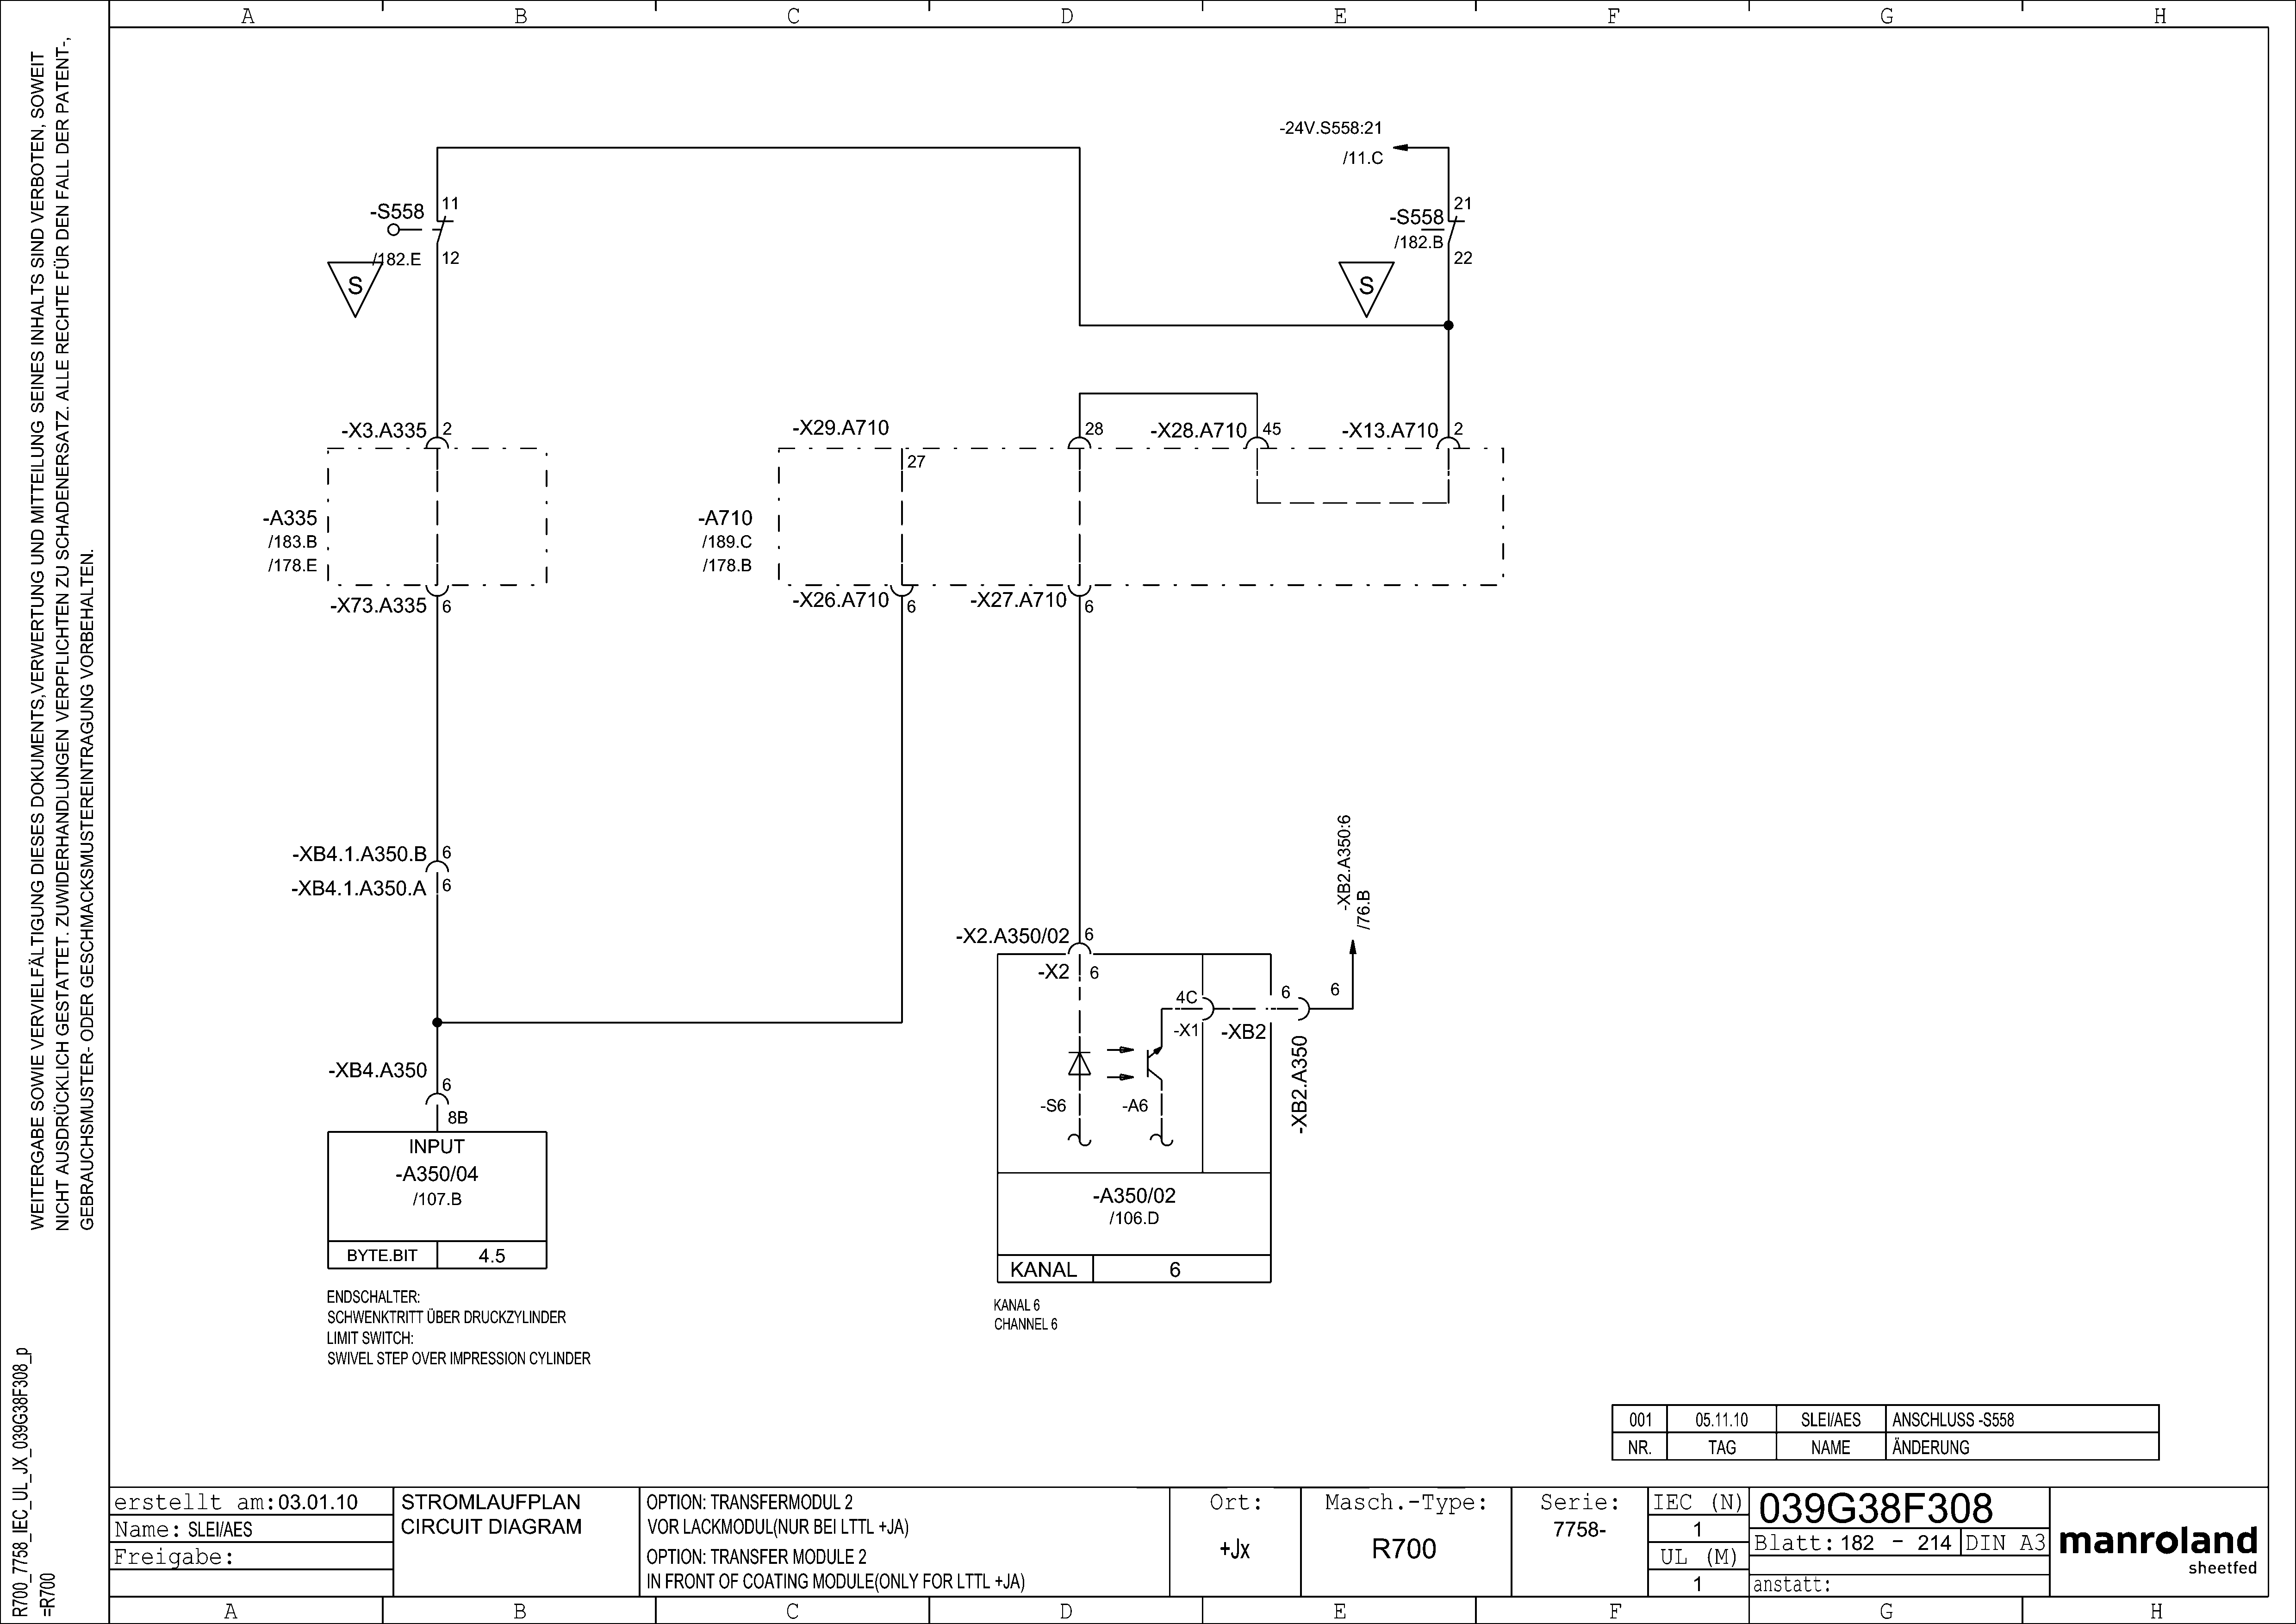 A B C D E F G H
WEITERGABE SOWIE VERVIELFÄLTIGUNG DIESES DOKUMENTS,VERWERTUNG UND MITTEILUNG SEINES INHALTS SIND VERBOTEN, SOWEIT
NICHT AUSDRÜCKLICH GESTATTET. ZUWIDERHANDLUNGEN VERPFLICHTEN ZU SCHADENERSATZ. ALLE RECHTE FÜR DEN FALL DER PATENT-,
GEBRAUCHSMUSTER- ODER GESCHMACKSMUSTEREINTRAGUNG VORBEHALTEN.
R700_7758_IEC_UL_JX_039G38F308_p
=R700
-24V.S558:21
/11.C
11
-S558
/182.E
12
S
21
-S558
/182.B
22
S
-X3.A335 2
-X29.A710
28
-X28.A710 45
-X13.A710 2
27
-A335
/183.B
/178.E
-A710
/189.C
/178.B
-X73.A335 6
-X26.A710 6
-X27.A710 6
-XB4.1.A350.B 6
-XB4.1.A350.A 6
-XB2.A350:6
/76.B
-X2.A350/02 6
-X2 6
4C
6
6
-X1
-XB2
-XB2.A350
-XB4.A350
6
8B
-S6
-A6
INPUT
-A350/04
/107.B
BYTE.BIT 4.5
-A350/02
/106.D
KANAL 6
ENDSCHALTER:
SCHWENKTRITT ÜBER DRUCKZYLINDER
LIMIT SWITCH:
SWIVEL STEP OVER IMPRESSION CYLINDER
KANAL 6
CHANNEL 6
001 05.11.10 SLEI/AES ANSCHLUSS -S558
NR. TAG NAME ÄNDERUNG
erstellt am: 03.01.10
Name: SLEI/AES
Freigabe:
STROMLAUFPLAN
CIRCUIT DIAGRAM
OPTION: TRANSFERMODUL 2
VOR LACKMODUL(NUR BEI LTTL +JA)
OPTION: TRANSFER MODULE 2
IN FRONT OF COATING MODULE(ONLY FOR LTTL +JA)
Ort:
+Jx
Masch.-Type:
R700
Serie:
7758-
IEC (N)
1
UL (M)
1
039G38F308
Blatt: 182 - 214 DIN A3
anstatt:
manroland
sheetfed
A B C D E F G H